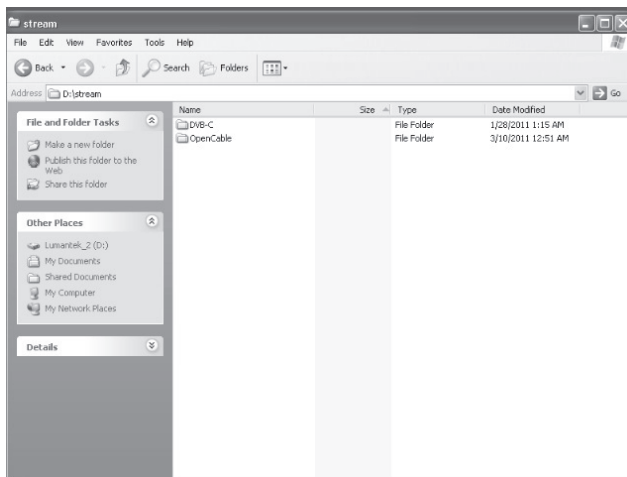 stream
File Edit View Favorites Tools Help
Back Search Folders
Address D:\stream Go
File and Folder Tasks
Make a new folder
Publish this folder to the
Web
Share this folder
Other Places
Lumantek_2 (D:)
My Documents
Shared Documents
My Computer
My Network Places
Details
Name Size Type Date Modified
DVB-C File Folder 1/28/2011 1:15 AM
OpenCable File Folder 3/10/2011 12:51 AM